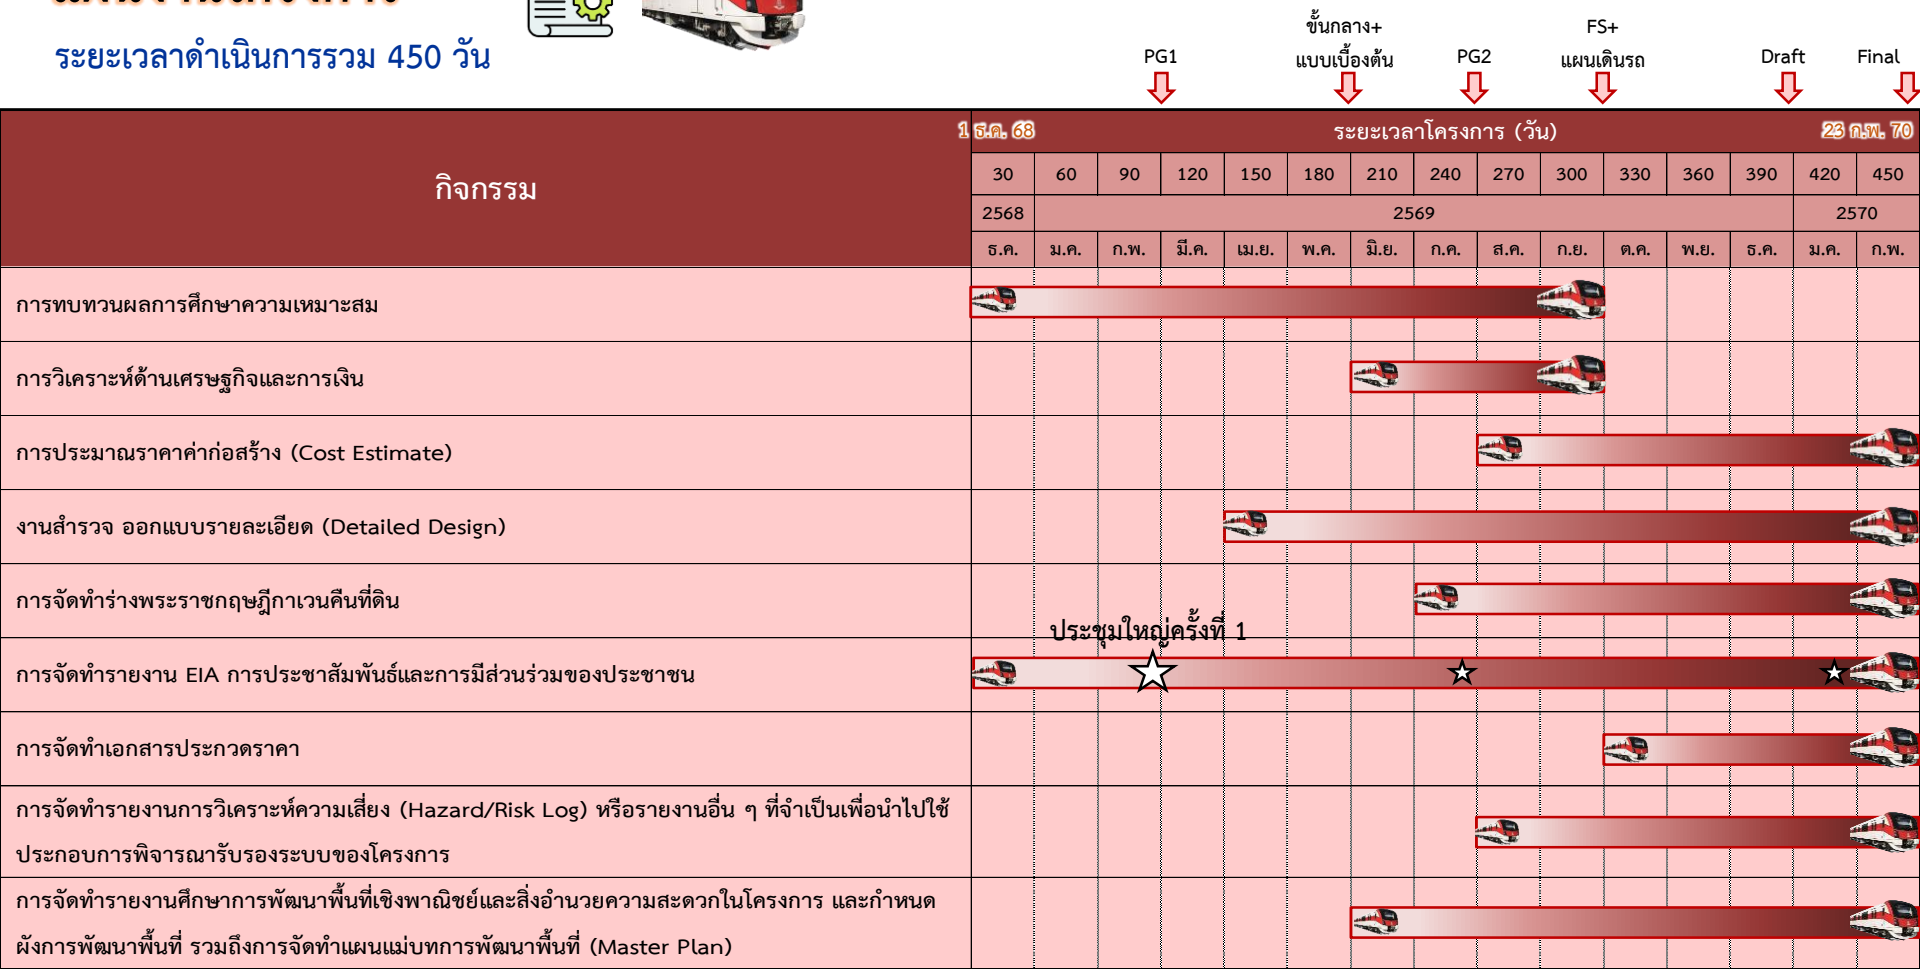 ระยะเวลาดำเนินการรวม 450 วัน
PG1
ขั้นกลาง+
แบบเบื้องต้น
PG2
FS+
แผนเดินรถ
Draft
Final
กิจกรรม
1 ธ.ค. 68
ระยะเวลาโครงการ (วัน)
23 ก.พ. 70
30 60 90 120 150 180 210 240 270 300 330 360 390 420 450
2568 2569 2570
ธ.ค. ม.ค. ก.พ. มี.ค. เม.ย. พ.ค. มิ.ย. ก.ค. ส.ค. ก.ย. ต.ค. พ.ย. ธ.ค. ม.ค. ก.พ.
การทบทวนผลการศึกษาความเหมาะสม
การวิเคราะห์ด้านเศรษฐกิจและการเงิน
การประมาณราคาค่าก่อสร้าง (Cost Estimate)
งานสำรวจ ออกแบบรายละเอียด (Detailed Design)
การจัดทำร่างพระราชกฤษฎีกาเวนคืนที่ดิน
ประชุมใหญ่ครั้งที่ 1
การจัดทำรายงาน EIA การประชาสัมพันธ์และการมีส่วนร่วมของประชาชน
การจัดทำเอกสารประกวดราคา
การจัดทำรายงานการวิเคราะห์ความเสี่ยง (Hazard/Risk Log) หรือรายงานอื่น ๆ ที่จำเป็นเพื่อนำไปใช้
ประกอบการพิจารณารับรองระบบของโครงการ
การจัดทำรายงานศึกษาการพัฒนาพื้นที่เชิงพาณิชย์และสิ่งอำนวยความสะดวกในโครงการ และกำหนด
ผังการพัฒนาพื้นที่ รวมถึงการจัดทำแผนแม่บทการพัฒนาพื้นที่ (Master Plan)